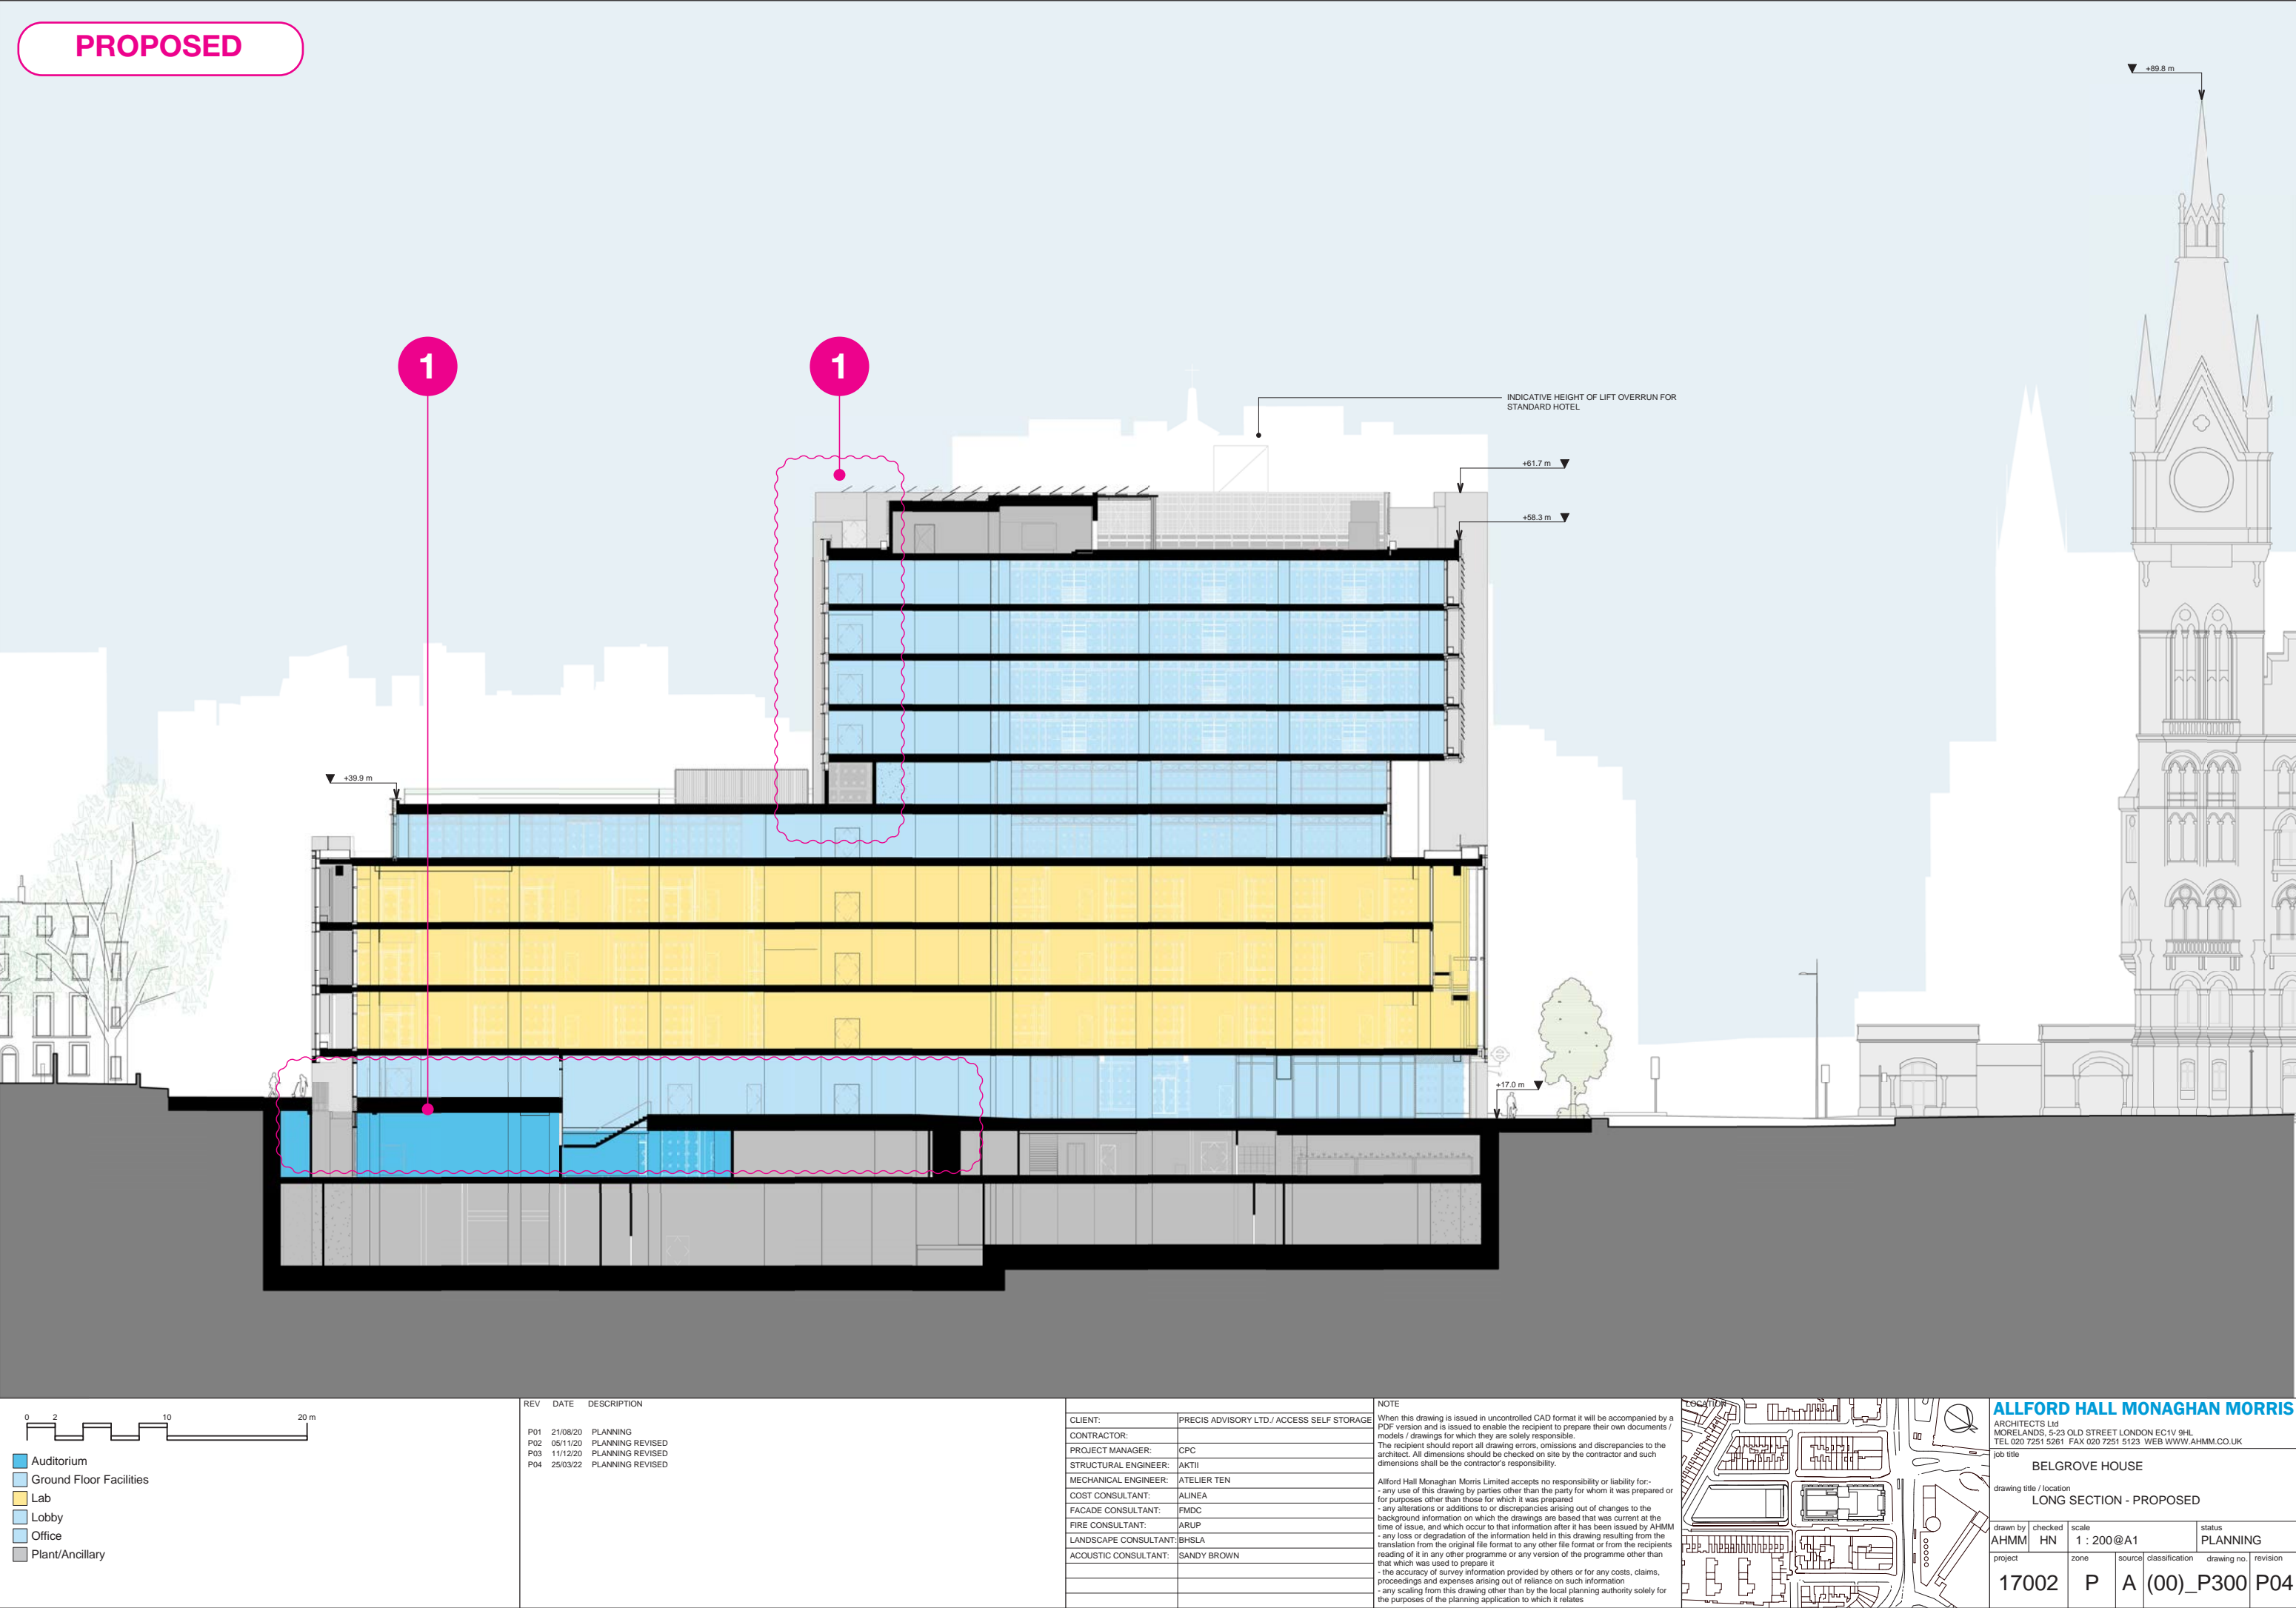 PROPOSED
+89.8 m
1
1
INDICATIVE HEIGHT OF LIFT OVERRUN FOR
STANDARD HOTEL
+61.7 m
+58.3 m
+39.9 m
+17.0 m
0 2 10 20 m
Auditorium
Ground Floor Facilities
Lab
Lobby
Office
Plant/Ancillary
REV DATE DESCRIPTION
P01 21/08/20 PLANNING
P02 05/11/20 PLANNING REVISED
P03 11/12/20 PLANNING REVISED
P04 25/03/22 PLANNING REVISED
CLIENT: PRECIS ADVISORY LTD./ ACCESS SELF STORAGE
CONTRACTOR:
PROJECT MANAGER: CPC
STRUCTURAL ENGINEER: AKTII
MECHANICAL ENGINEER: ATELIER TEN
COST CONSULTANT: ALINEA
FACADE CONSULTANT: FMDC
FIRE CONSULTANT: ARUP
LANDSCAPE CONSULTANT: BHSLA
ACOUSTIC CONSULTANT: SANDY BROWN
NOTE
When this drawing is issued in uncontrolled CAD format it will be accompanied by a
PDF version and is issued to enable the recipient to prepare their own documents /
models / drawings for which they are solely responsible.
The recipient should report all drawing errors, omissions and discrepancies to the
architect. All dimensions should be checked on site by the contractor and such
dimensions shall be the contractor's responsibility.
Allford Hall Monaghan Morris Limited accepts no responsibility or liability for:-
- any use of this drawing by parties other than the party for whom it was prepared or
for purposes other than those for which it was prepared
- any alterations or additions to or discrepancies arising out of changes to the
background information on which the drawings are based that was current at the
time of issue, and which occur to that information after it has been issued by AHMM
- any loss or degradation of the information held in this drawing resulting from the
translation from the original file format to any other file format or from the recipients
reading of it in any other programme or any version of the programme other than
that which was used to prepare it
- the accuracy of survey information provided by others or for any costs, claims,
proceedings and expenses arising out of reliance on such information
- any scaling from this drawing other than by the local planning authority solely for
the purposes of the planning application to which it relates
LOCATION
ALLFORD HALL MONAGHAN MORRIS
ARCHITECTS Ltd
MORELANDS, 5-23 OLD STREET LONDON EC1V 9HL
TEL 020 7251 5261 FAX 020 7251 5123 WEB WWW.AHMM.CO.UK
job title
BELGROVE HOUSE
drawing title / location
LONG SECTION - PROPOSED
drawn by checked scale status
AHMM HN 1 : 200@A1 PLANNING
project zone source classification drawing no. revision
17002 P A (00)_P300 P04